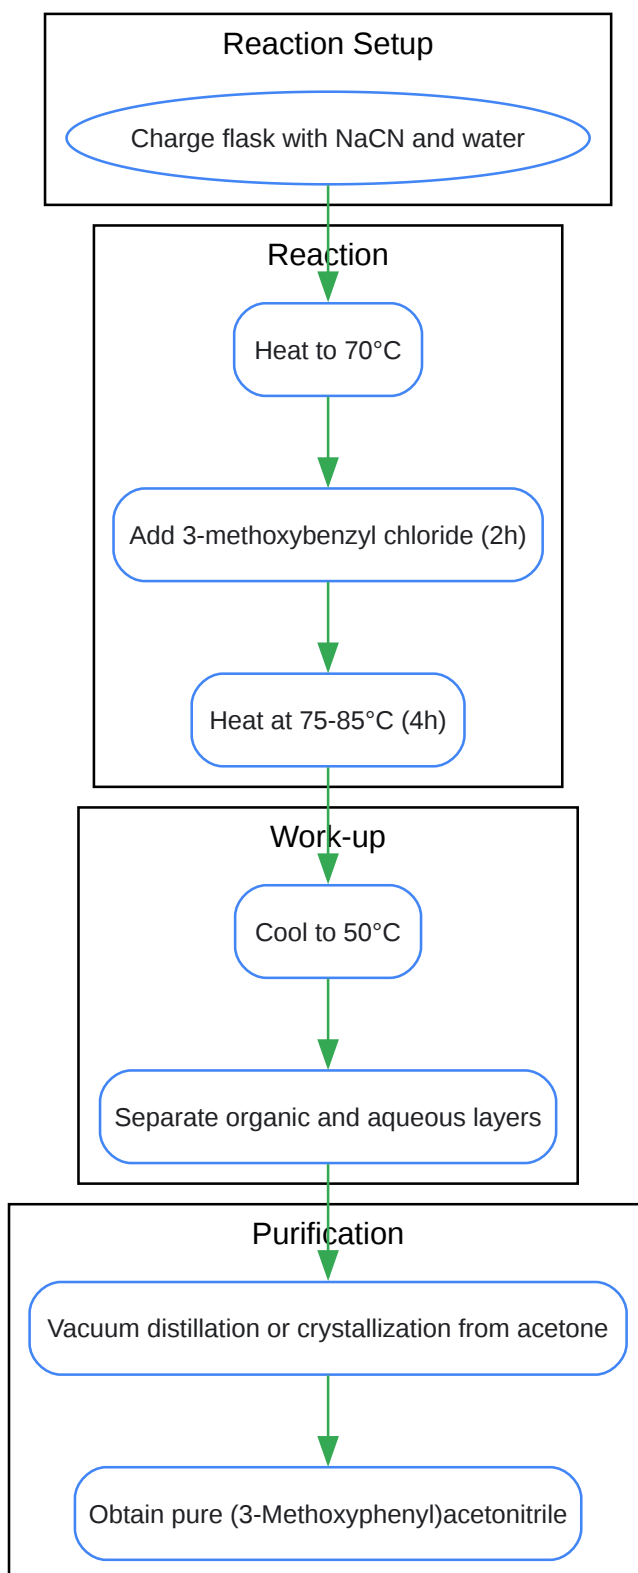 Reaction Setup
Charge flask with NaCN and water
Reaction
Heat to 70°C
Add 3-methoxybenzyl chloride (2h)
Heat at 75-85°C (4h)
Work-up
Cool to 50°C
Separate organic and aqueous layers
Purification
Vacuum distillation or crystallization from acetone
Obtain pure (3-Methoxyphenyl)acetonitrile